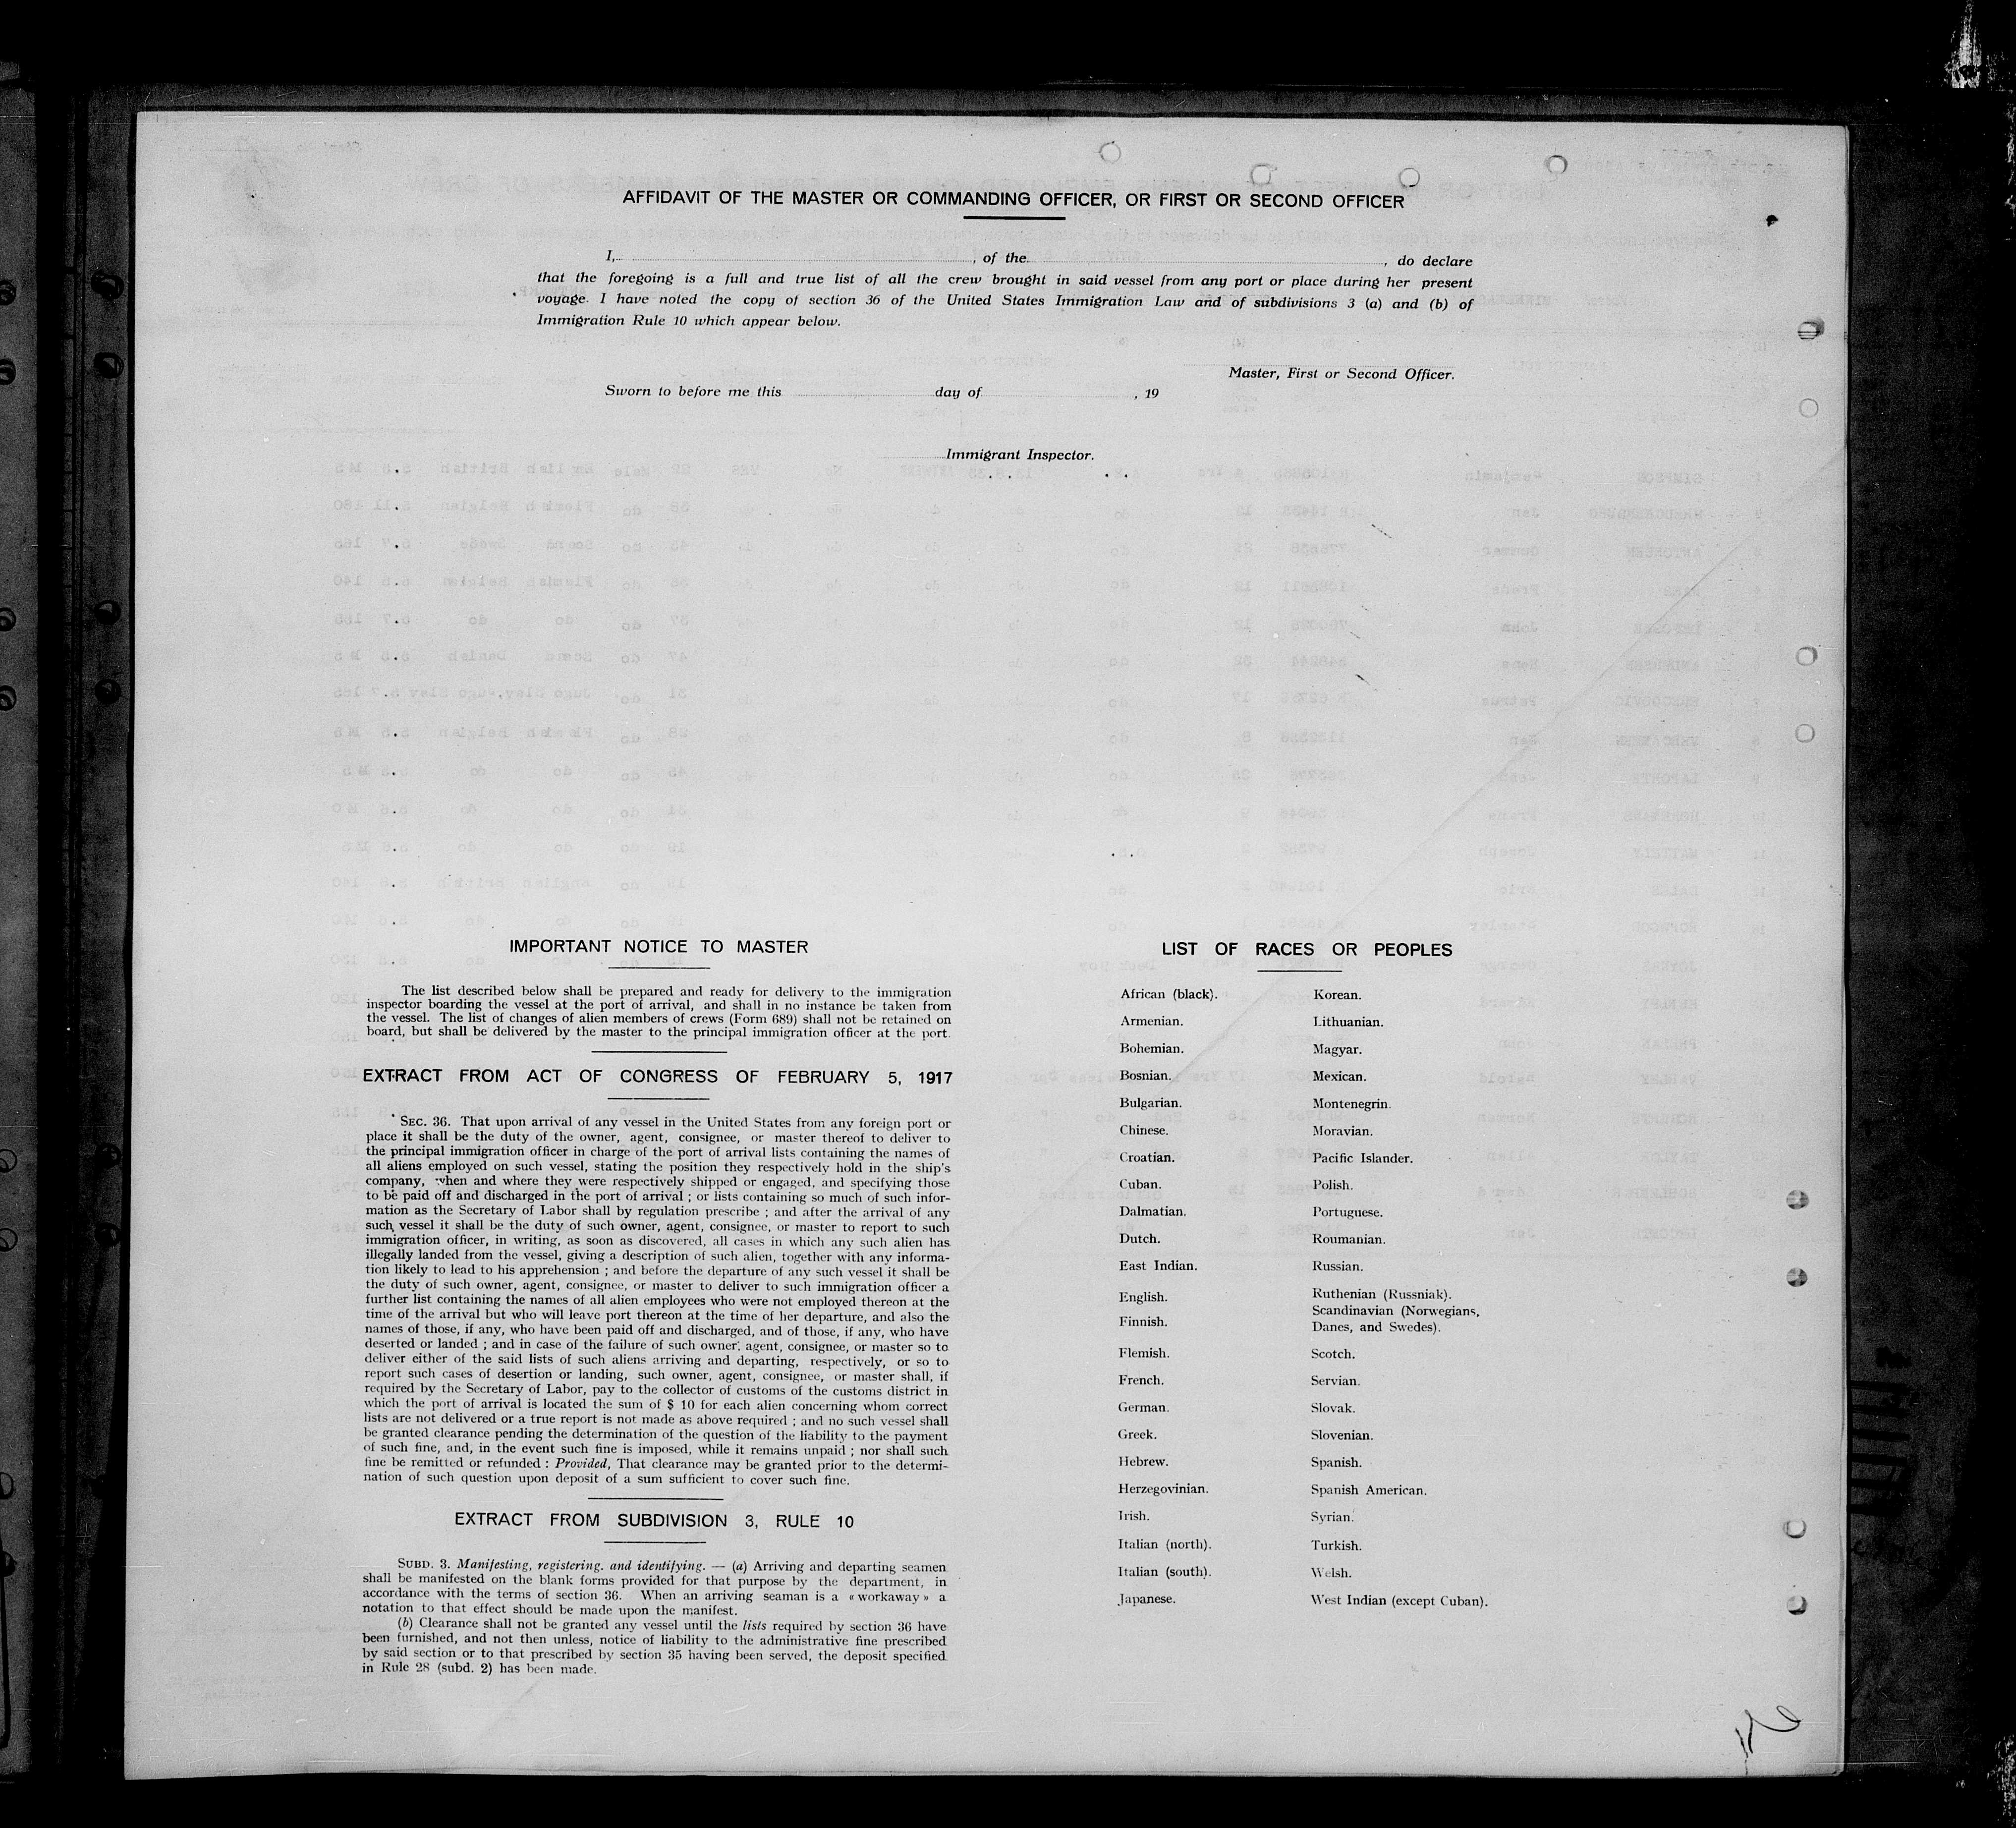 AFFIDAVIT OF THE MASTER OR COMMANDING OFFICER, OR FIRST OR SECOND OFFICER
I, , of the , do declare
that the foregoing is a full and true list of all the crew brought in said vessel from any port or place during her present
voyage. I have noted the copy of section 36 of the United States Immigration Law and of subdivisions 3 (a) and (b) of
Immigration Rule 10 which appear below.
Master, First or Second Officer.
Sworn to before me this day of , 19
Immigrant Inspector.
IMPORTANT NOTICE TO MASTER
The list described below shall be prepared and ready for delivery to the immigration
inspector boarding the vessel at the port of arrival, and shall in no instance be taken from
the vessel. The list of changes of alien members of crews (Form 689) shall not be retained on
board, but shall be delivered by the master to the principal immigration officer at the port.
EXTRACT FROM ACT OF CONGRESS OF FEBRUARY 5, 1917
SEC. 36. That upon arrival of any vessel in the United States from any foreign port or
place it shall be the duty of the owner, agent, consignee, or master thereof to deliver to
the principal immigration officer in charge of the port of arrival lists containing the names of
all aliens employed on such vessel, stating the position they respectively hold in the ship's
company, when and where they were respectively shipped or engaged, and specifying those
to be paid off and discharged in the port of arrival ; or lists containing so much of such infor-
mation as the Secretary of Labor shall by regulation prescribe ; and after the arrival of any
such vessel it shall be the duty of such owner, agent, consignee, or master to report to such
immigration officer, in writing, as soon as discovered, all cases in which any such alien has
illegally landed from the vessel, giving a description of such alien, together with any informa-
tion likely to lead to his apprehension ; and before the departure of any such vessel it shall be
the duty of such owner, agent, consignee, or master to deliver to such immigration officer a
further list containing the names of all alien employees who were not employed thereon at the
time of the arrival but who will leave port thereon at the time of her departure, and also the
names of those, if any, who have been paid off and discharged, and of those, if any, who have
deserted or landed ; and in case of the failure of such owner, agent, consignee, or master so to
deliver either of the said lists of such aliens arriving and departing, respectively, or so to
report such cases of desertion or landing, such owner, agent, consignee, or master shall, if
required by the Secretary of Labor, pay to the collector of customs of the customs district in
which the port of arrival is located the sum of $ 10 for each alien concerning whom correct
lists are not delivered or a true report is not made as above required ; and no such vessel shall
be granted clearance pending the determination of the question of the liability to the payment
of such fine, and, in the event such fine is imposed, while it remains unpaid ; nor shall such
fine be remitted or refunded : Provided, That clearance may be granted prior to the determi-
nation of such question upon deposit of a sum sufficient to cover such fine.
EXTRACT FROM SUBDIVISION 3, RULE 10
SUBD. 3. Manifesting, registering, and identifying. — (a) Arriving and departing seamen
shall be manifested on the blank forms provided for that purpose by the department, in
accordance with the terms of section 36. When an arriving seaman is a « workaway » a
notation to that effect should be made upon the manifest.
(b) Clearance shall not be granted any vessel until the lists required by section 36 have
been furnished, and not then unless, notice of liability to the administrative fine prescribed
by said section or to that prescribed by section 35 having been served, the deposit specified
in Rule 28 (subd. 2) has been made.
LIST OF RACES OR PEOPLES
African (black).
Armenian.
Bohemian.
Bosnian.
Bulgarian.
Chinese.
Croatian.
Cuban.
Dalmatian.
Dutch.
East Indian.
English.
Finnish.
Flemish.
French.
German.
Greek.
Hebrew.
Herzegovinian.
Irish.
Italian (north).
Italian (south).
Japanese.
Korean.
Lithuanian.
Magyar.
Mexican.
Montenegrin.
Moravian.
Pacific Islander.
Polish.
Portuguese.
Roumanian.
Russian.
Ruthenian (Russniak).
Scandinavian (Norwegians,
Danes, and Swedes).
Scotch.
Servian.
Slovak.
Slovenian.
Spanish.
Spanish American.
Syrian.
Turkish.
Welsh.
West Indian (except Cuban).